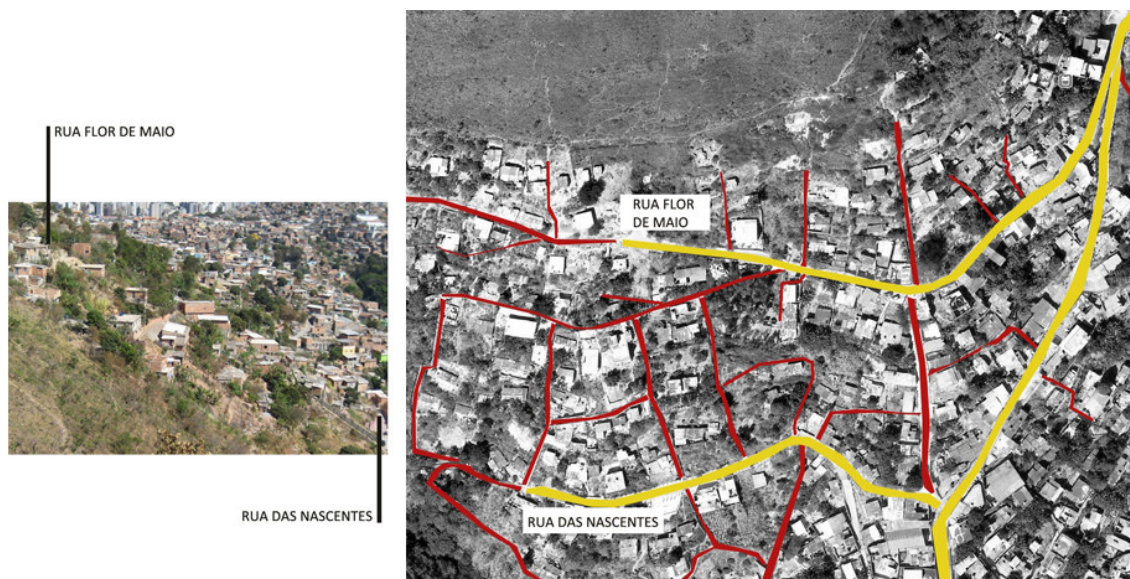 RUA FLOR DE MAIO
RUA DAS NASCENTES
RUA FLOR
DE MAIO
RUA DAS NASCENTES